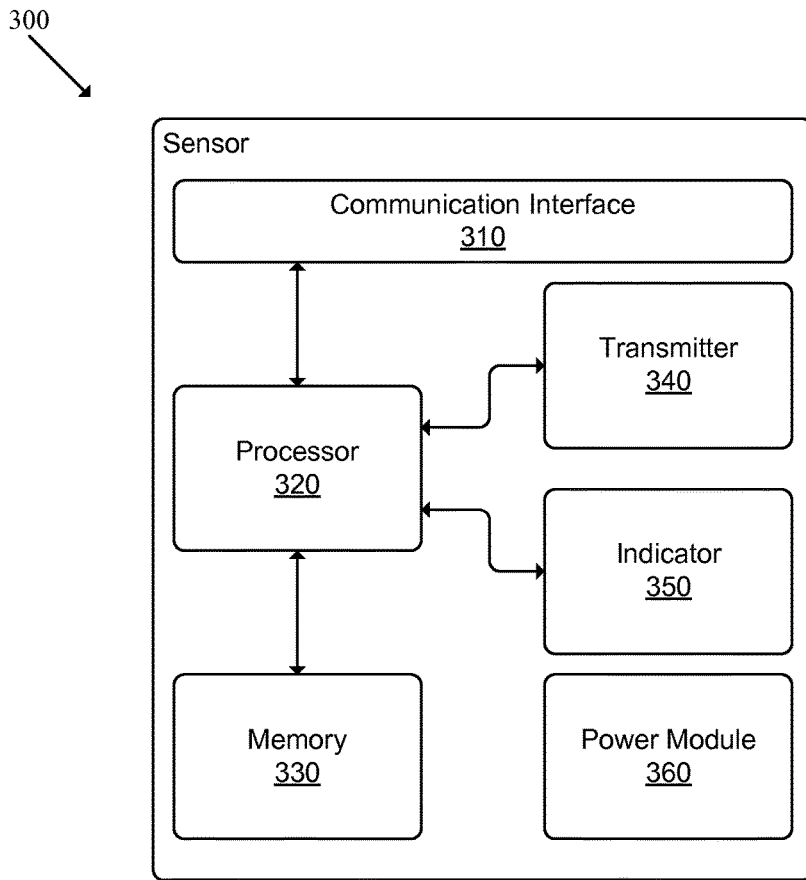 300
Sensor
Communication Interface
310
Transmitter
340
Processor
320
Indicator
350
Memory
330
Power Module
360